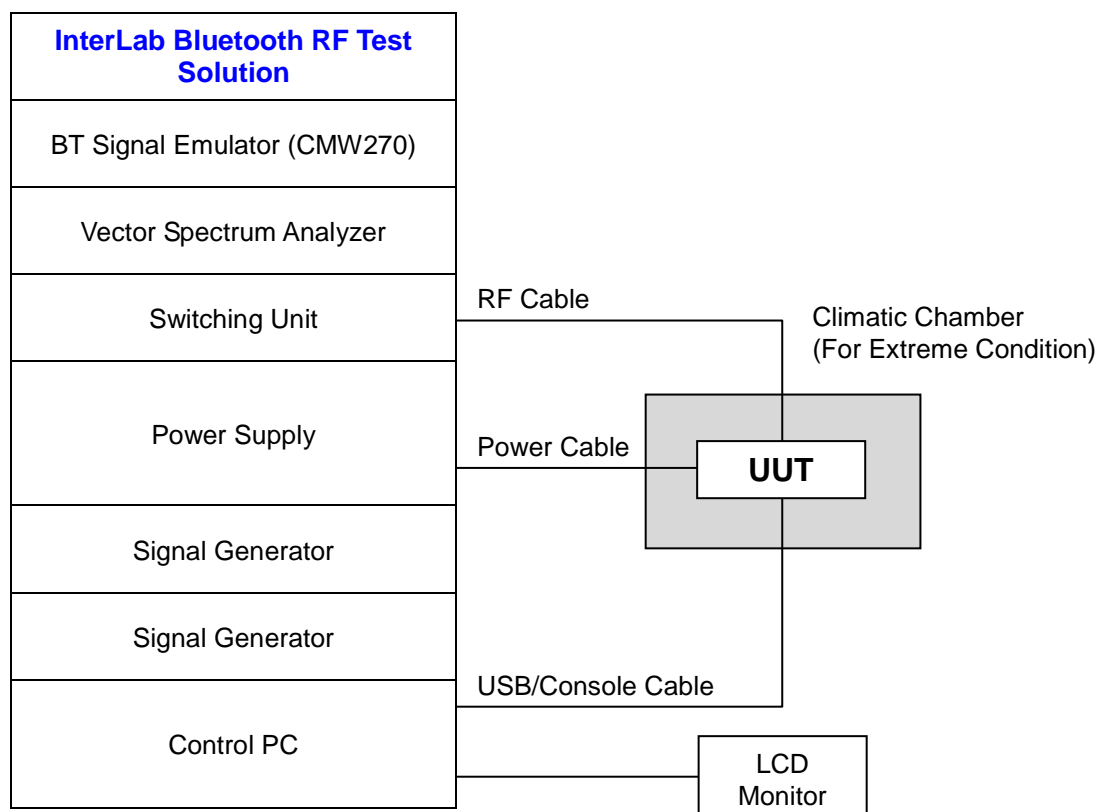 InterLab Bluetooth RF Test
Solution
BT Signal Emulator (CMW270)
Vector Spectrum Analyzer
Switching Unit
Power Supply
Signal Generator
Signal Generator
Control PC
RF Cable
Climatic Chamber
(For Extreme Condition)
Power Cable
UUT
USB/Console Cable
LCD
Monitor